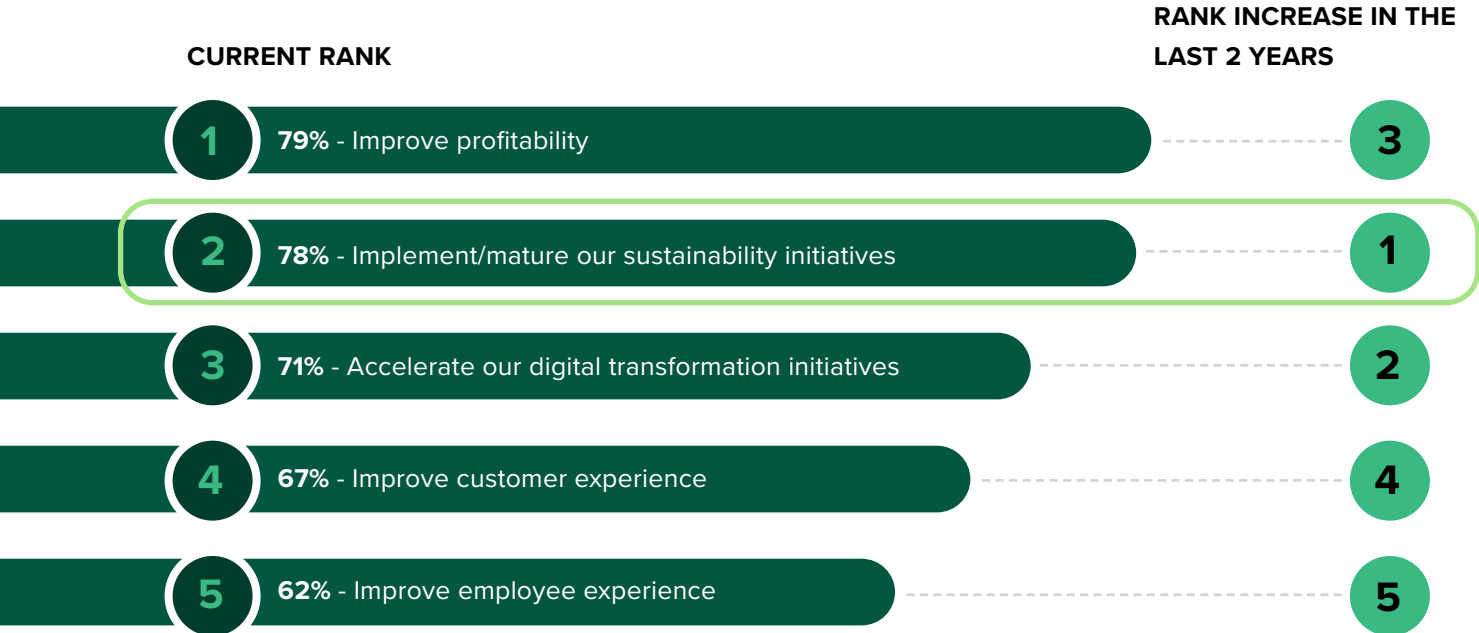 RANK INCREASE IN THE
LAST 2 YEARS
CURRENT RANK
1 79% - Improve profitability 3
2 78% - Implement/mature our sustainability initiatives 1
3 71% - Accelerate our digital transformation initiatives 2
4 67% - Improve customer experience 4
5 62% - Improve employee experience 5